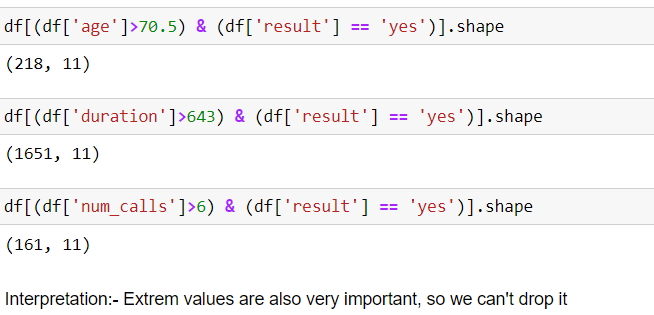 df[(df['age']>70.5) & (df['result'] == 'yes')].shape
(218, 11)
df[(df['duration']>643) & (df['result'] == 'yes')].shape
(1651, 11)
df[(df['num_calls']>6) & (df['result'] == 'yes')].shape
(161, 11)
Interpretation:- Extrem values are also very important, so we can't drop it